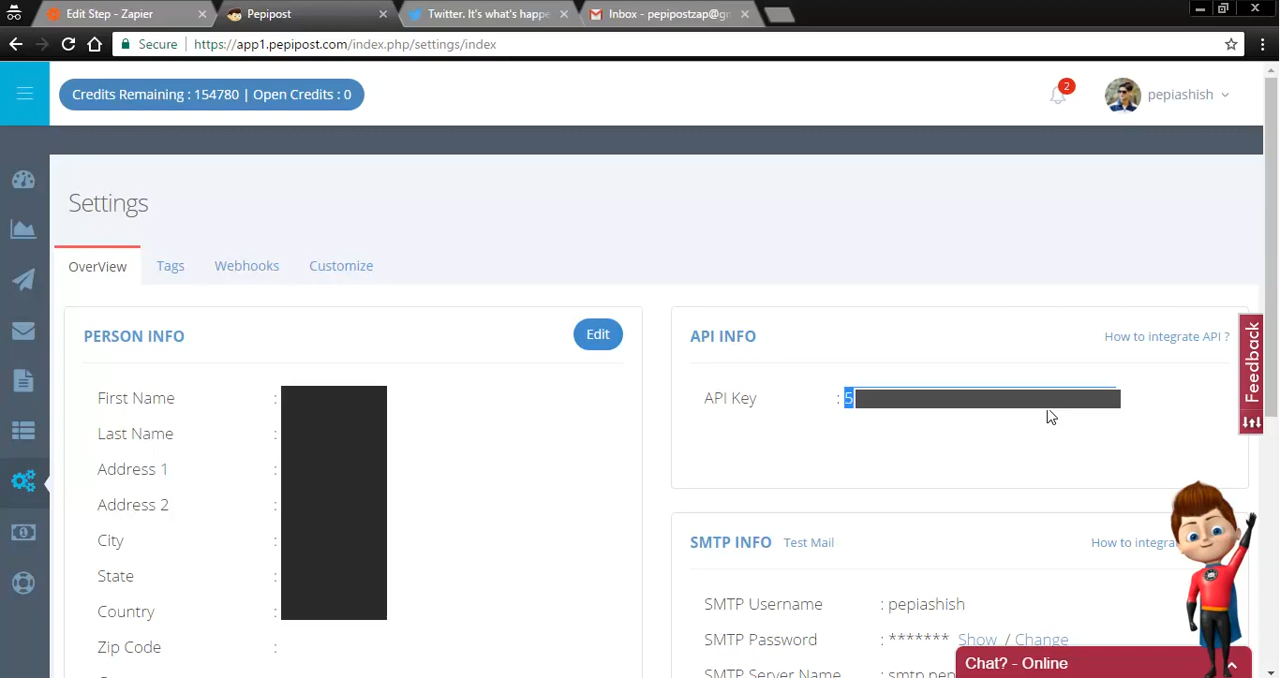 Edit Step - Zapier
Pepipost
Twitter. It's what's happe
Inbox - pepipostzap@gm
Secure
https://app1.pepipost.com/index.php/settings/index
Credits Remaining : 154780 | Open Credits : 0
2
pepiashish
Settings
OverView
Tags
Webhooks
Customize
PERSON INFO
Edit
First Name :
Last Name :
Address 1 :
Address 2 :
City :
State :
Country :
Zip Code :
API INFO
How to integrate API ?
API Key : 5
Feedback
SMTP INFO
Test Mail
How to integra
SMTP Username : pepiashish
SMTP Password : ******* Show / Change
SMTP Server Name : smtp.pep
Chat? - Online